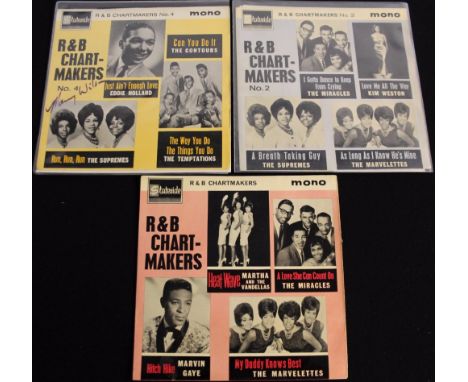 Stateside
R & B CHARTMAKERS No. 4
mono
R&B
CHART-
MAKERS
No. 4
Can You Do It
THE CONTOURS
Just Ain't Enough Love
EDDIE HOLLAND
The Way You Do
The Things You Do
THE TEMPTATIONS
Run, Run, Run THE SUPREMES
Stateside
R & B CHARTMAKERS No. 2
mono
R&B
CHART-
MAKERS
No. 2
I Gotta Dance to Keep
From Crying
THE MIRACLES
Love Me All The Way
KIM WESTON
A Breath Taking Guy
THE SUPREMES
As Long As I Know He's Mine
THE MARVELETTES
Stateside
R & B CHARTMAKERS
mono
R&B
CHART-
MAKERS
Heat Wave MARTHA
AND THE
VANDELLAS
A Love She Can Count On
THE MIRACLES
Hitch Hike MARVIN
GAYE
My Daddy Knows Best
THE MARVELETTES